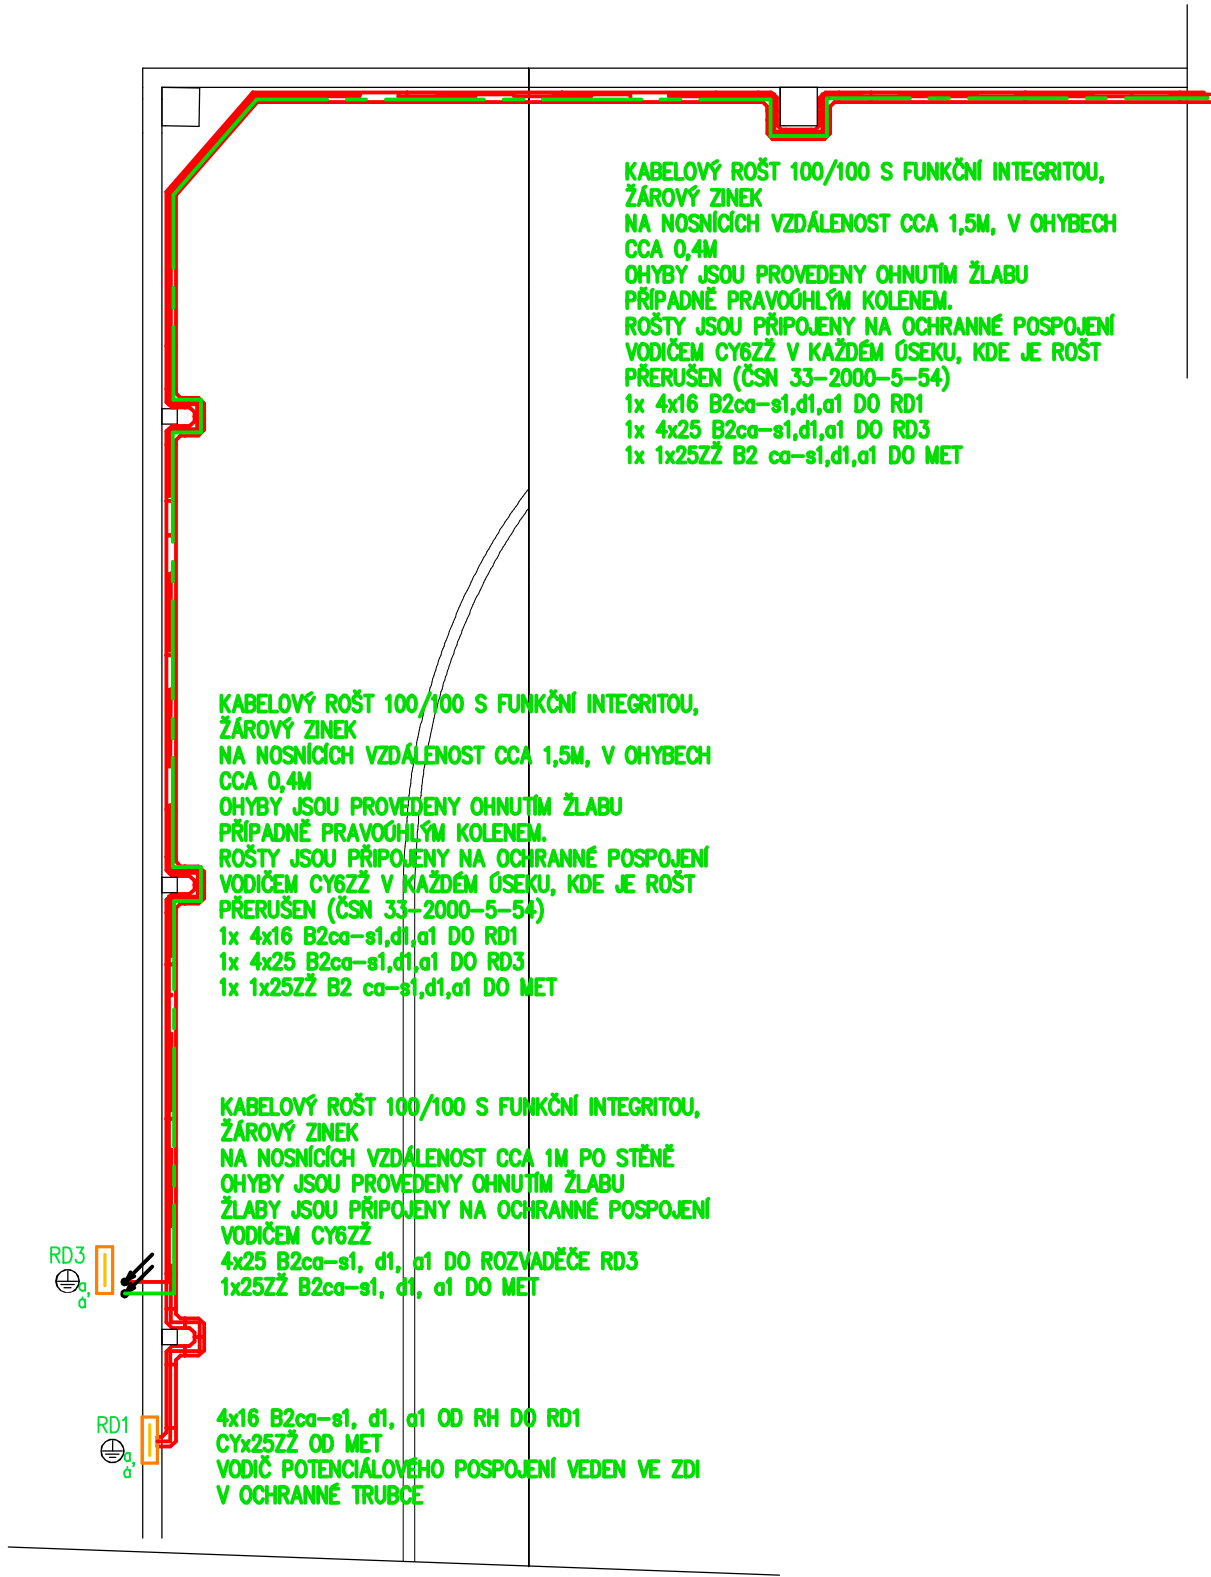 KABELOVÝ ROŠT 100/100 S FUNKČNÍ INTEGRITOU,
ŽÁROVÝ ZINEK
NA NOSNÍCÍCH VZDÁLENOST CCA 1,5M, V OHYBECH
CCA 0,4M
OHYBY JSOU PROVEDENY OHNUTÍM ŽLABU
PŘÍPADNĚ PRAVOÚHLÝM KOLENEM.
ROŠTY JSOU PŘIPOJENY NA OCHRANNÉ POSPOJENÍ
VODIČEM CY6ZŽ V KAŽDÉM ÚSEKU, KDE JE ROŠT
PŘERUŠEN (ČSN 33-2000-5-54)
1x 4x16 B2ca-s1,d1,a1 DO RD1
1x 4x25 B2ca-s1,d1,a1 DO RD3
1x 1x25ZŽ B2 ca-s1,d1,a1 DO MET
KABELOVÝ ROŠT 100/100 S FUNKČNÍ INTEGRITOU,
ŽÁROVÝ ZINEK
NA NOSNÍCÍCH VZDÁLENOST CCA 1,5M, V OHYBECH
CCA 0,4M
OHYBY JSOU PROVEDENY OHNUTÍM ŽLABU
PŘÍPADNĚ PRAVOÚHLÝM KOLENEM.
ROŠTY JSOU PŘIPOJENY NA OCHRANNÉ POSPOJENÍ
VODIČEM CY6ZŽ V KAŽDÉM ÚSEKU, KDE JE ROŠT
PŘERUŠEN (ČSN 33-2000-5-54)
1x 4x16 B2ca-s1,d1,a1 DO RD1
1x 4x25 B2ca-s1,d1,a1 DO RD3
1x 1x25ZŽ B2 ca-s1,d1,a1 DO MET
KABELOVÝ ROŠT 100/100 S FUNKČNÍ INTEGRITOU,
ŽÁROVÝ ZINEK
NA NOSNÍCÍCH VZDÁLENOST CCA 1M PO STĚNĚ
OHYBY JSOU PROVEDENY OHNUTÍM ŽLABU
ŽLABY JSOU PŘIPOJENY NA OCHRANNÉ POSPOJENÍ
VODIČEM CY6ZŽ
4x25 B2ca-s1, d1, a1 DO ROZVADĚČE RD3
1x25ZŽ B2ca-s1, d1, a1 DO MET
RD3
a,
RD1
a,
4x16 B2ca-s1, d1, a1 OD RH DO RD1
CYx25ZŽ OD MET
VODIČ POTENCIÁLOVÉHO POSPOJENÍ VEDEN VE ZDI
V OCHRANNÉ TRUBCE